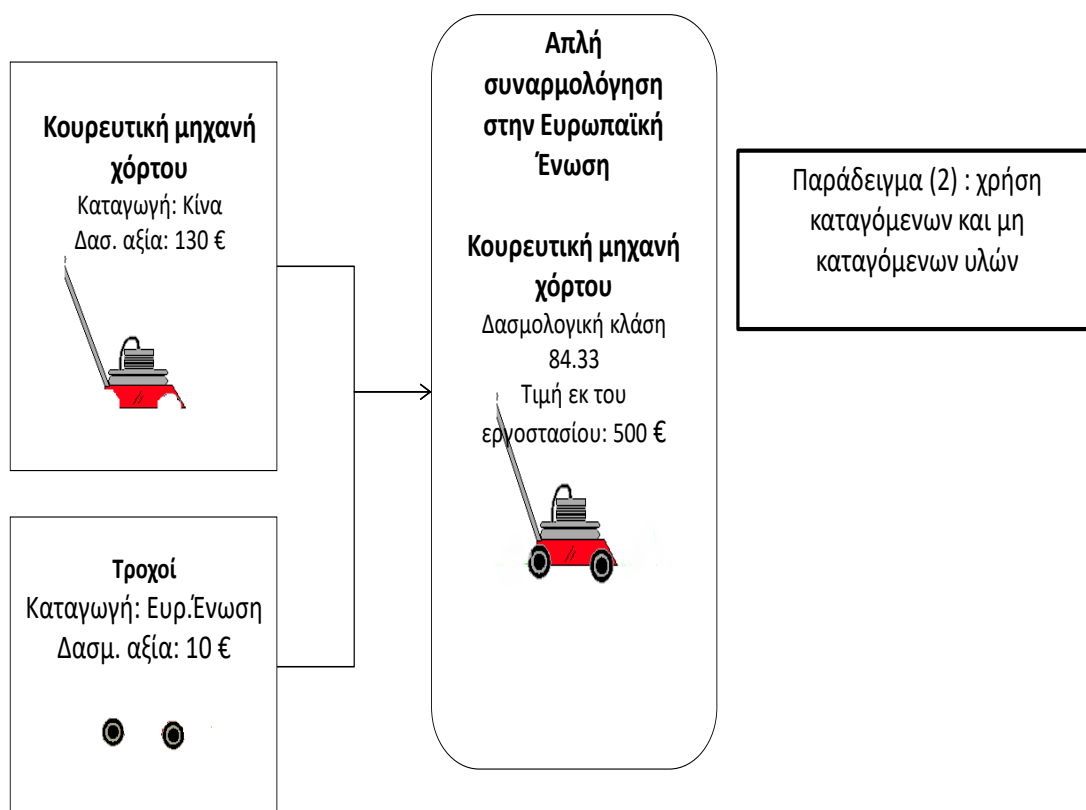 Κουρευτική μηχανή
χόρτου
Καταγωγή: Κίνα
Δασ. αξία: 130 €
Τροχοί
Καταγωγή: Ευρ.Ένωση
Δασμ. αξία: 10 €
Απλή
συναρμολόγηση
στην Ευρωπαϊκή
Ένωση
Κουρευτική μηχανή
χόρτου
Δασμολογική κλάση
84.33
Τιμή εκ του
εργοστασίου: 500 €
Παράδειγμα (2) : χρήση
καταγόμενων και μη
καταγόμενων υλών